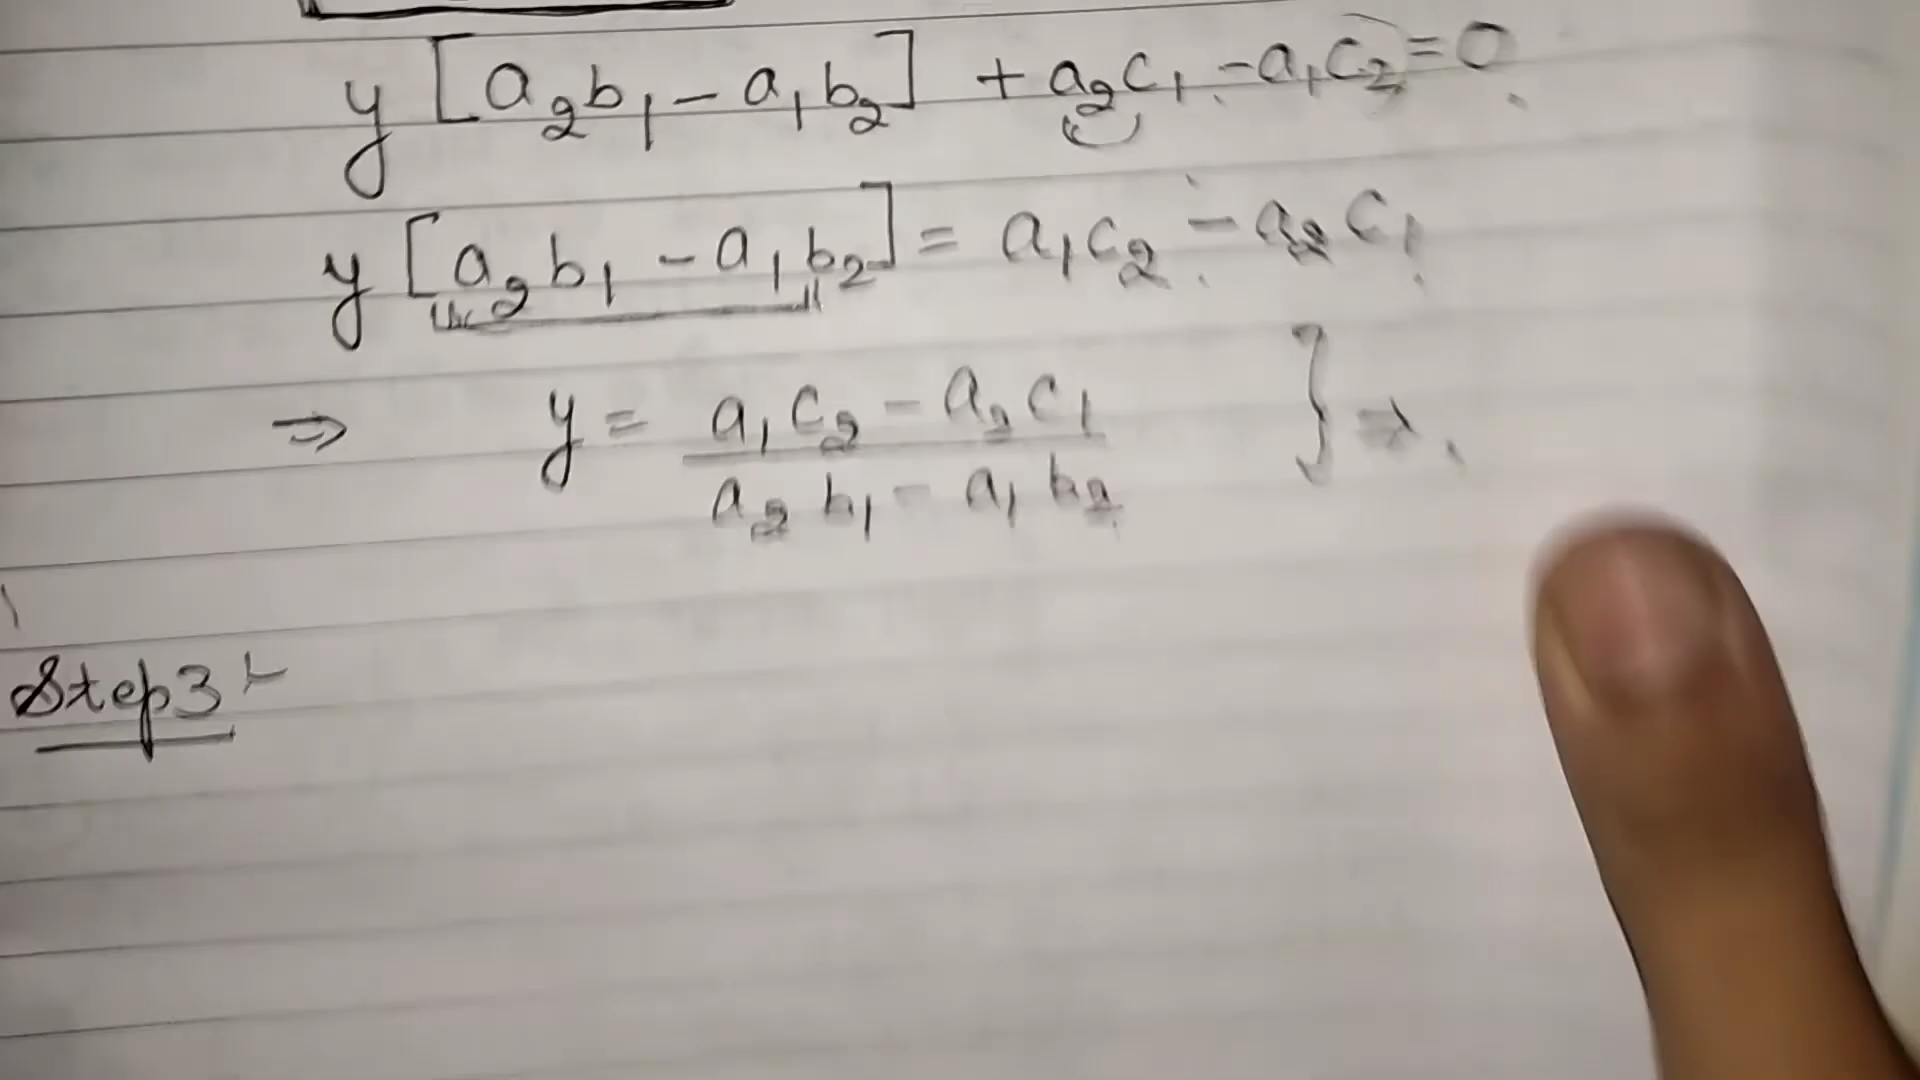 y [a₂b₁ - a₁b₂] + a₂c₁ - a₁c₂ = 0
y [a₂b₁ - a₁b₂] = a₁c₂ - a₂c₁
⇒ y = (a₁c₂ - a₂c₁)/(a₂b₁ - a₁b₂) } ⇒
Step3 :-